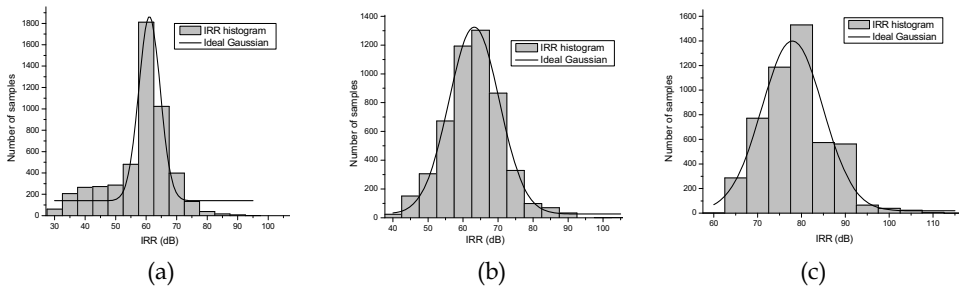 1800
1600
1400
1200
1000
800
600
400
200
0
Number of samples
IRR histogram
Ideal Gaussian
30 40 50 60 70 80 90 100
IRR (dB)
(a)
1400
1200
1000
800
600
400
200
0
Number of samples
IRR histogram
Ideal Gaussian
40 50 60 70 80 90 100
IRR (dB)
(b)
1600
1400
1200
1000
800
600
400
200
0
Number of samples
IRR histogram
Ideal Gaussian
60 70 80 90 100 110
IRR (dB)
(c)